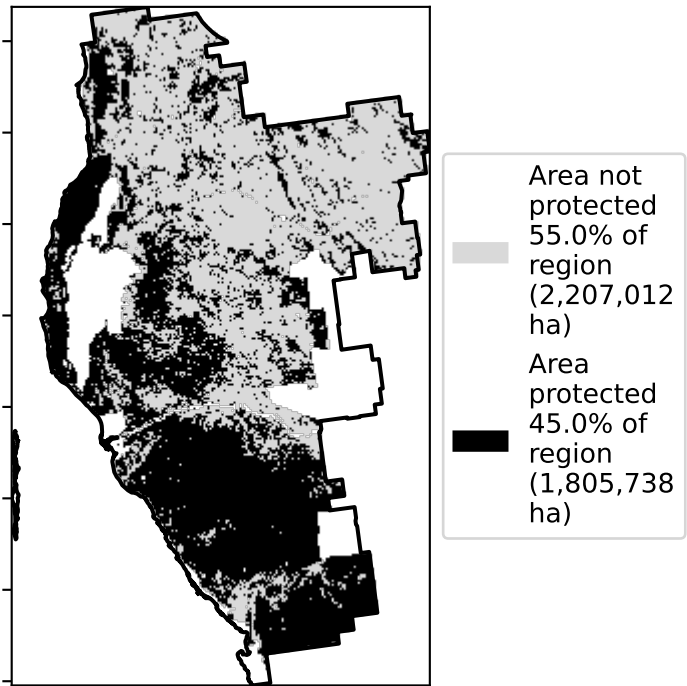 Area not
protected
55.0% of
region
(2,207,012
ha)
Area
protected
45.0% of
region
(1,805,738
ha)